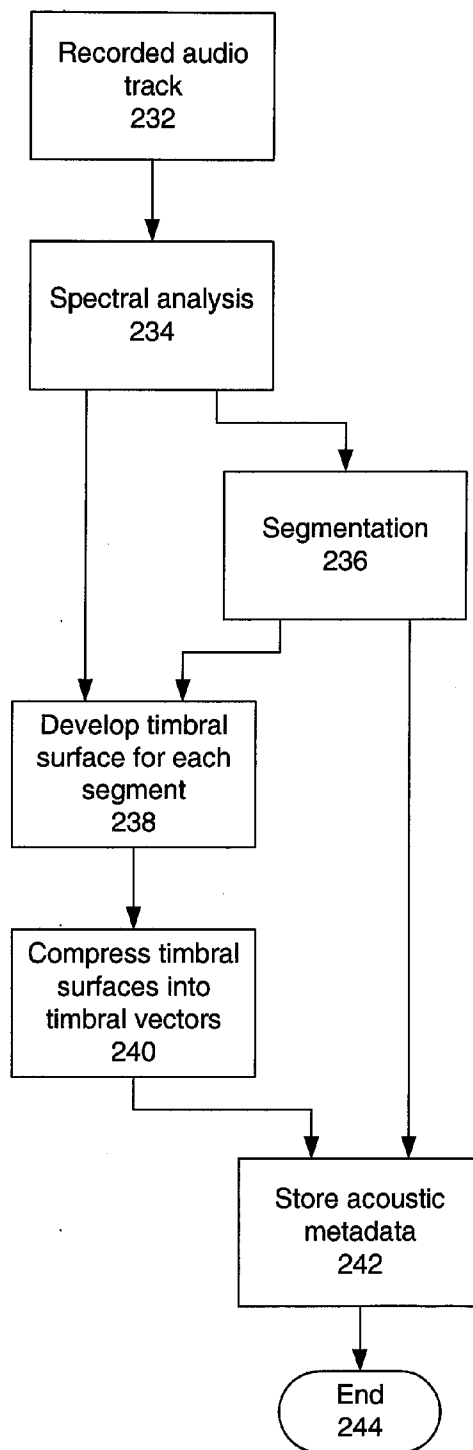 Recorded audio
track
232
Spectral analysis
234
Segmentation
236
Develop timbral
surface for each
segment
238
Compress timbral
surfaces into
timbral vectors
240
Store acoustic
metadata
242
End
244